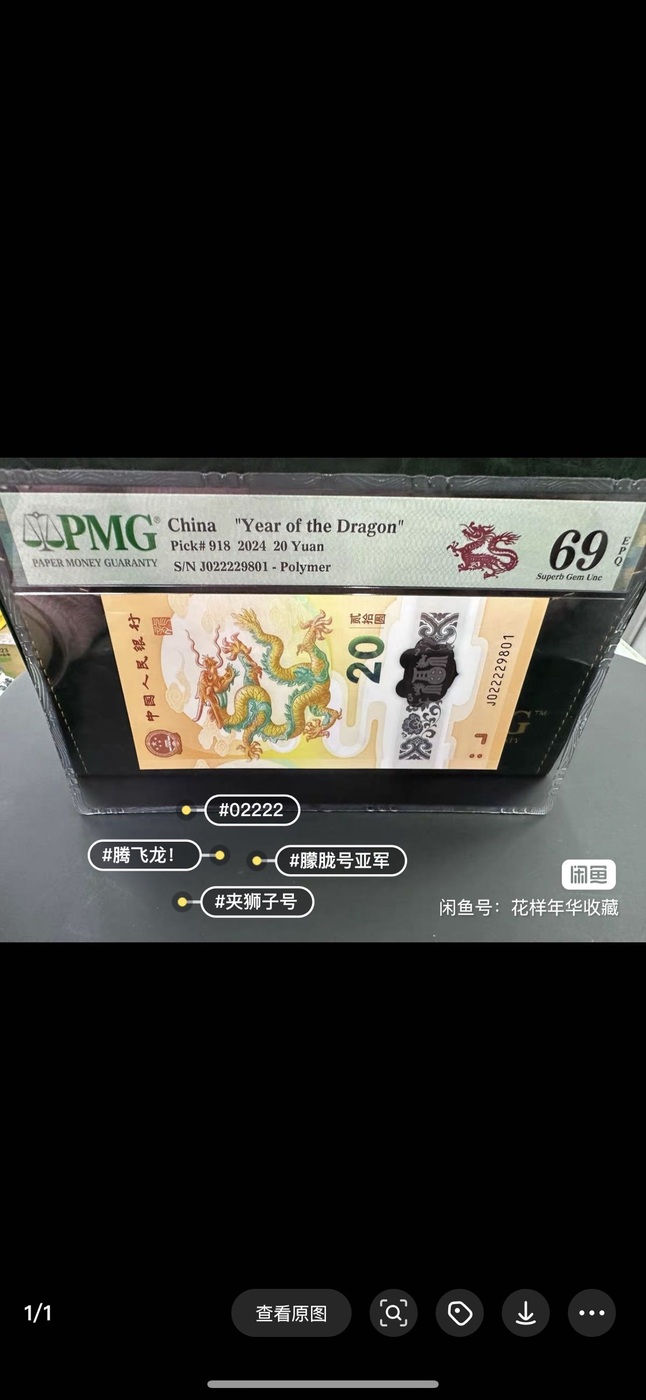 PMG®
PAPER MONEY GUARANTY
China "Year of the Dragon"
Pick# 918 2024 20 Yuan
S/N J022229801 - Polymer
69
EPQ
Superb Gem Unc
中国人民银行
贰拾圆
20
福
J022229801
G™
#02222
#腾飞龙！
#朦胧号亚军
#夹狮子号
闲鱼
闲鱼号：花样年华收藏
1/1
查看原图